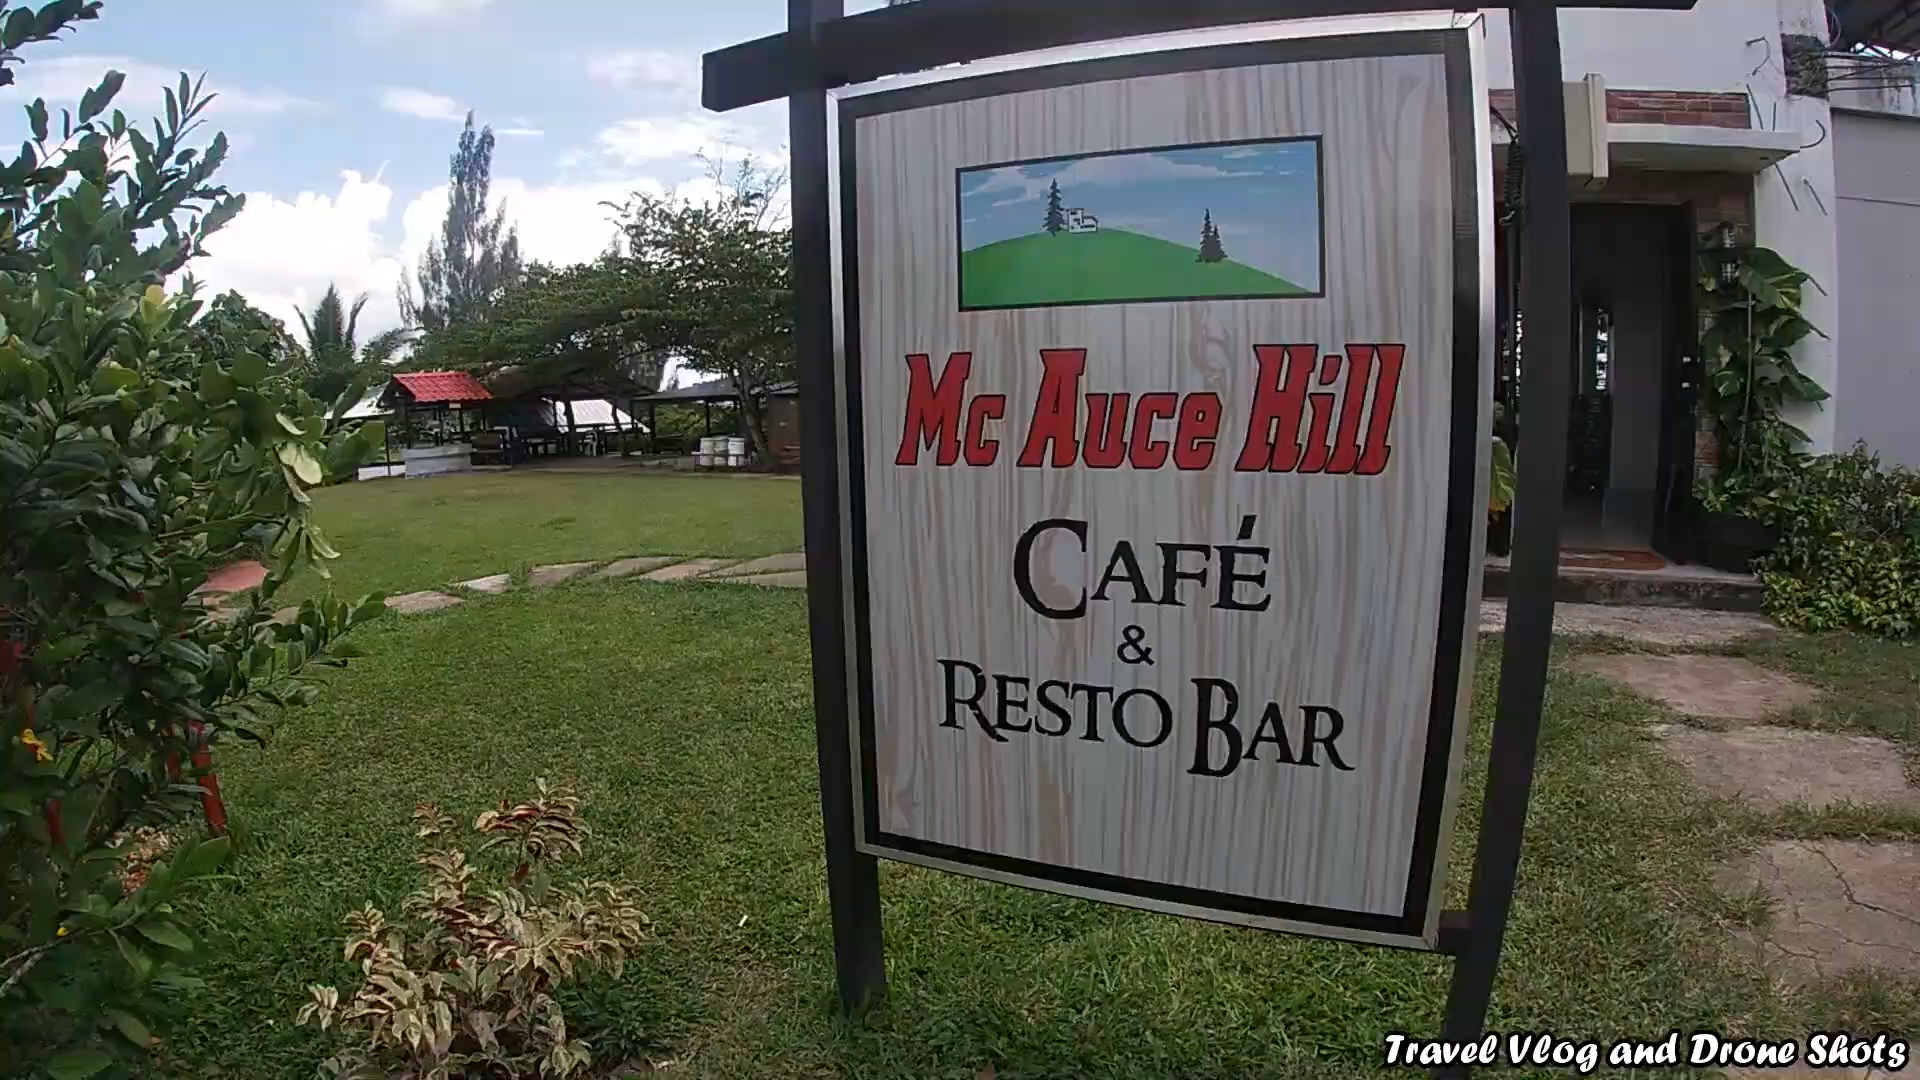 Mc Auce Hill
CAFÉ
&
RESTO BAR
Travel Vlog and Drone Shots